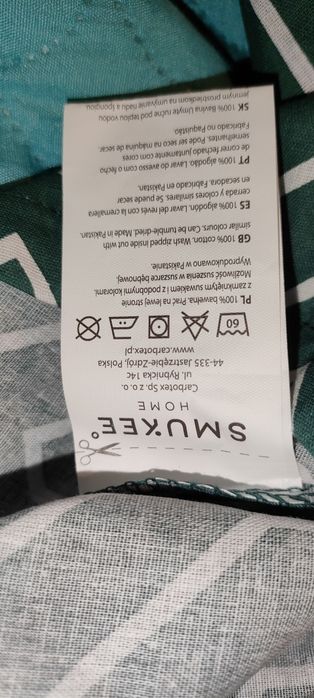 SMUKEE
HOME
Carbotex Sp. z o. o.
ul. Rybnicka 14c
44-335 Jastrzębie-Zdrój, Polska
www.carbotex.pl
60
PL 100% bawełna. Prać na lewej stronie
z zamkniętym suwakiem i z podobnymi kolorami.
Możliwość suszenia w suszarce bębnowej.
Wyprodukowano w Pakistanie.
GB 100% cotton. Wash zipped inside out with
similar colours. Can be tumble-dried. Made in Pakistan.
ES 100% algodón. Lavar del revés con la cremallera
cerrada y colores similares. Se puede secar
en secadora. Fabricado en Pakistan.
PT 100% algodão. Lavar do avesso com o fecho
de correr fechado juntamente com cores
semelhantes. Pode ser seco na máquina de secar.
Fabricado no Paquistão
SK 100% Bavlna Umyte ručne pod teplou vodou
jemným prostriedkom na umývanie riadu a špongiou